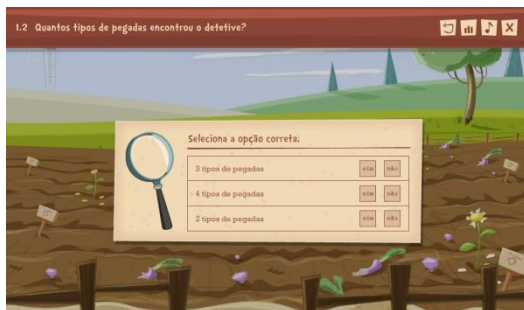 1.2 Quantos tipos de pegadas encontrou o detetive?
Seleciona a opção correta.
3 tipos de pegadas sim não
4 tipos de pegadas sim não
2 tipos de pegadas sim não